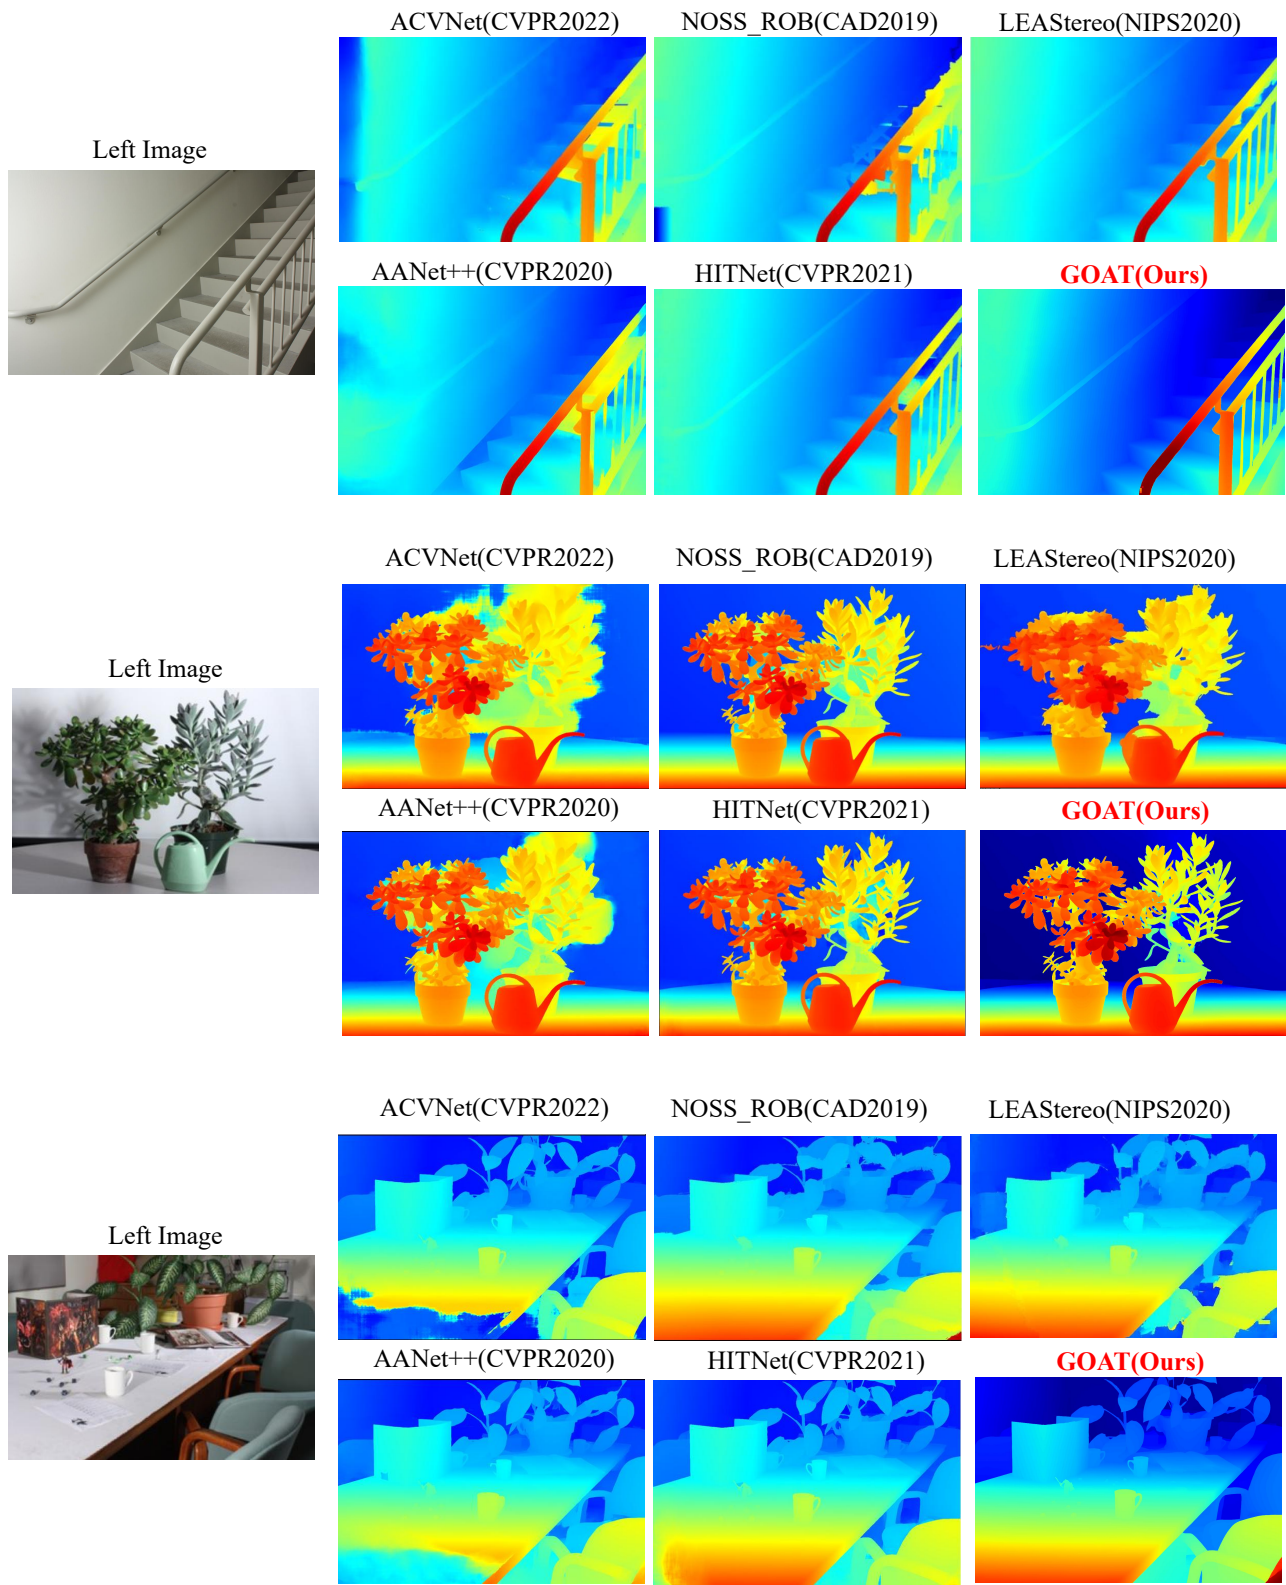 ACVNet(CVPR2022)
NOSS_ROB(CAD2019)
LEAStereo(NIPS2020)
Left Image
AANet++(CVPR2020)
HITNet(CVPR2021)
GOAT(Ours)
ACVNet(CVPR2022)
NOSS_ROB(CAD2019)
LEAStereo(NIPS2020)
Left Image
AANet++(CVPR2020)
HITNet(CVPR2021)
GOAT(Ours)
ACVNet(CVPR2022)
NOSS_ROB(CAD2019)
LEAStereo(NIPS2020)
Left Image
AANet++(CVPR2020)
HITNet(CVPR2021)
GOAT(Ours)